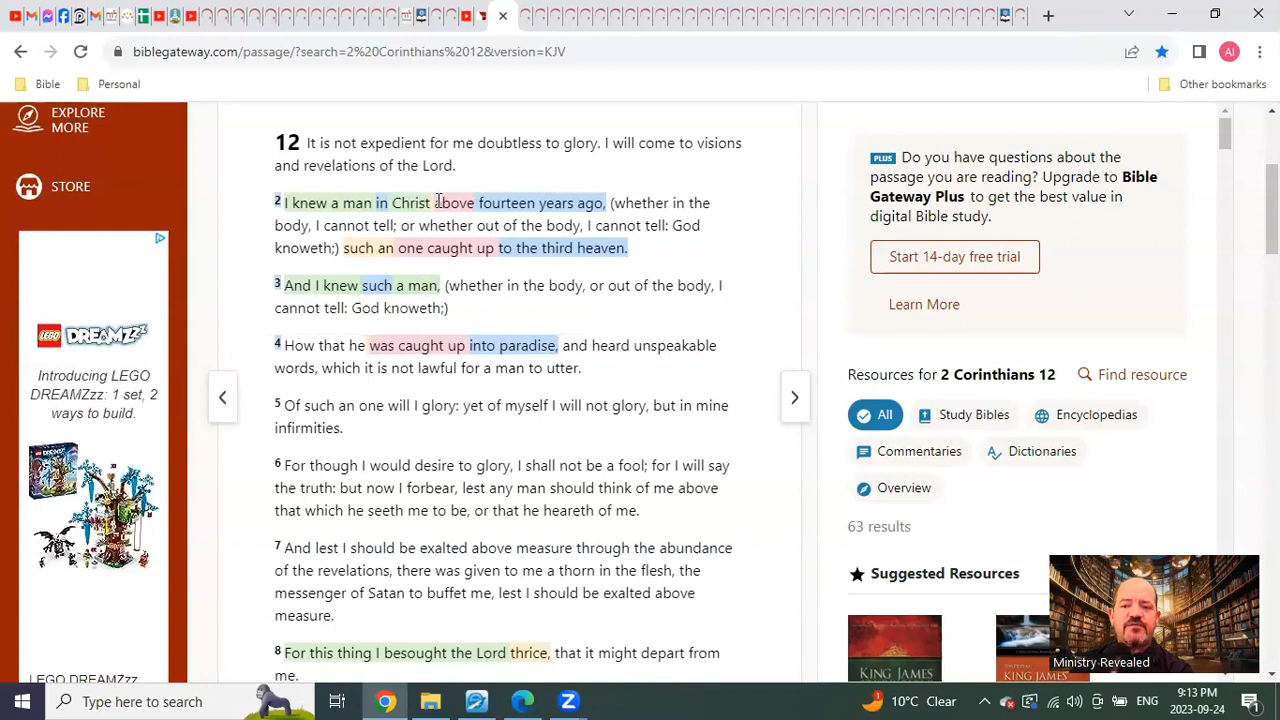 biblegateway.com/passage/?search=2%20Corinthians%2012&version=KJV
AI
Bible
Personal
Other bookmarks
EXPLORE
MORE
STORE
LEGO DREAMZzz
Introducing LEGO
DREAMZzz: 1 set, 2
ways to build.
LEGO DREAMZzz
12 It is not expedient for me doubtless to glory. I will come to visions
and revelations of the Lord.
2 I knew a man in Christ above fourteen years ago, (whether in the
body, I cannot tell; or whether out of the body, I cannot tell: God
knoweth;) such an one caught up to the third heaven.
3 And I knew such a man, (whether in the body, or out of the body, I
cannot tell: God knoweth;)
4 How that he was caught up into paradise, and heard unspeakable
words, which it is not lawful for a man to utter.
5 Of such an one will I glory: yet of myself I will not glory, but in mine
infirmities.
6 For though I would desire to glory, I shall not be a fool; for I will say
the truth: but now I forbear, lest any man should think of me above
that which he seeth me to be, or that he heareth of me.
7 And lest I should be exalted above measure through the abundance
of the revelations, there was given to me a thorn in the flesh, the
messenger of Satan to buffet me, lest I should be exalted above
measure.
8 For this thing I besought the Lord thrice, that it might depart from
me.
PLUS Do you have questions about the
passage you are reading? Upgrade to Bible
Gateway Plus to get the best value in
digital Bible study.
Start 14-day free trial
Learn More
Resources for 2 Corinthians 12
Find resource
All
Study Bibles
Encyclopedias
Commentaries
Dictionaries
Overview
63 results
Suggested Resources
KING JAMES
KING JAMES
Ministry Revealed
Type here to search
1
10°C Clear
ENG
9:13 PM
2023-09-24
1